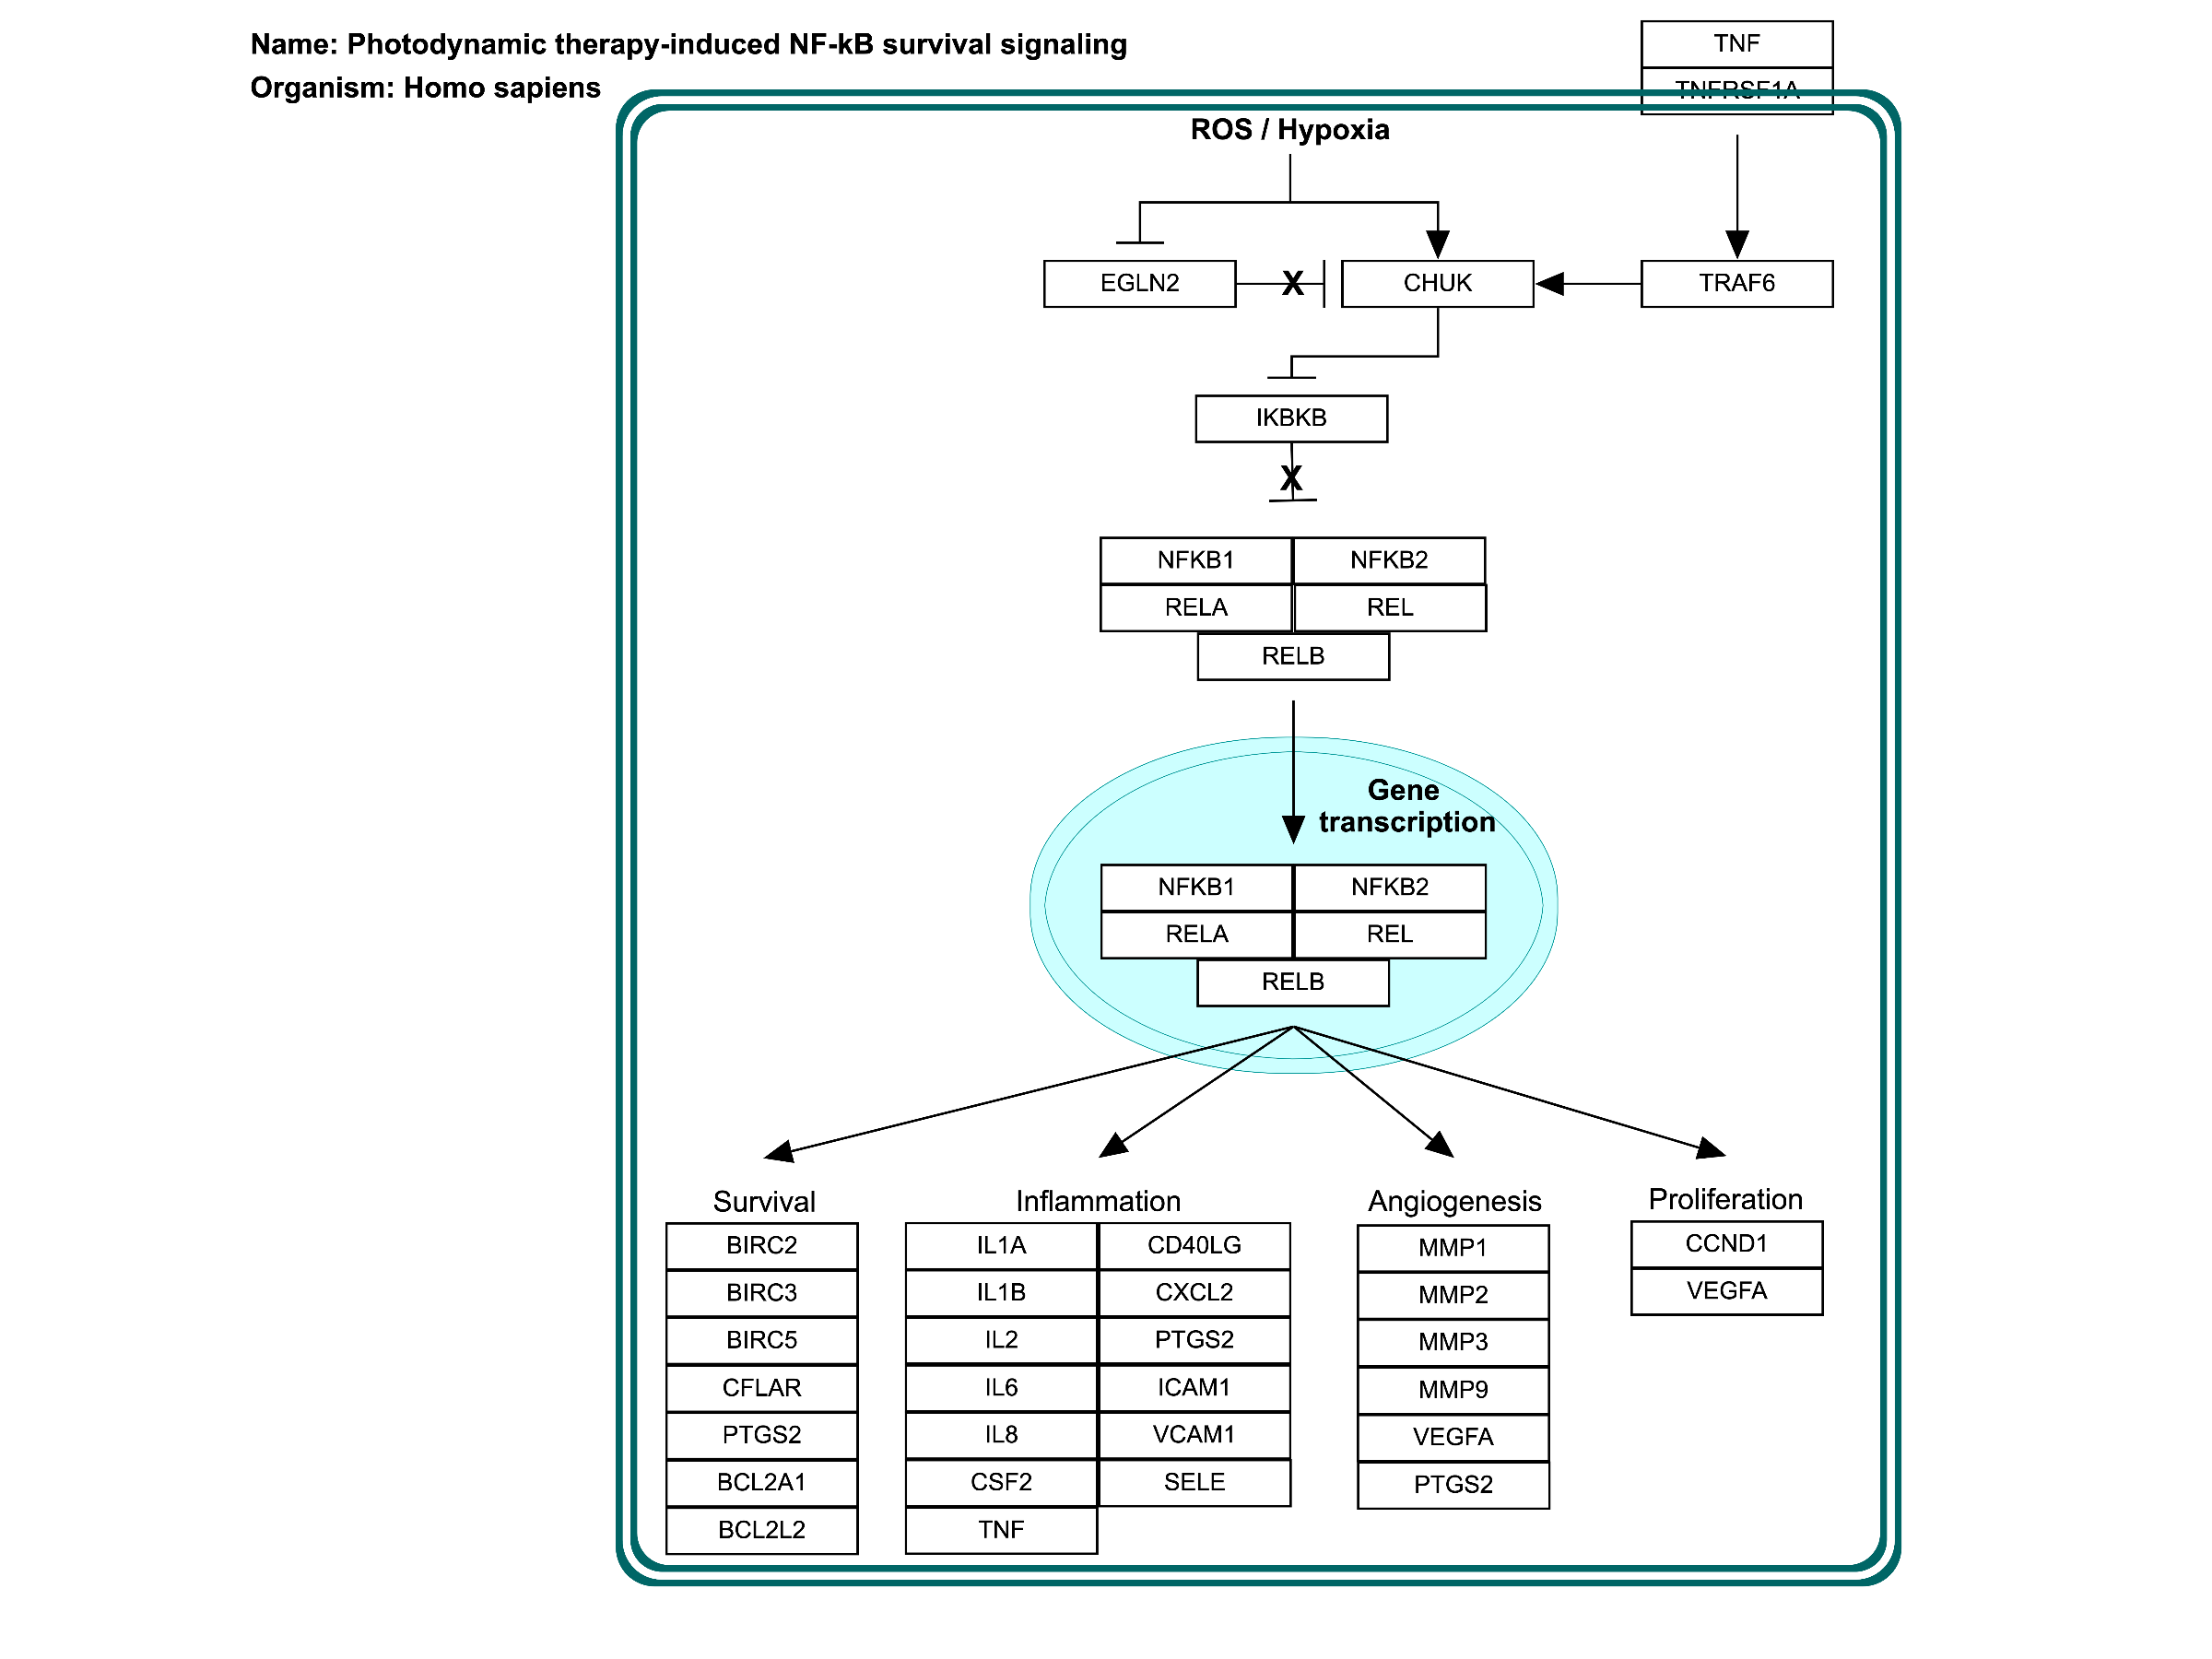 Name: Photodynamic therapy-induced NF-kB survival signaling
Organism: Homo sapiens
TNF
TNFRSF1A
ROS / Hypoxia
EGLN2
X
CHUK
TRAF6
IKBKB
X
NFKB1
NFKB2
RELA
REL
RELB
Gene
transcription
NFKB1
NFKB2
RELA
REL
RELB
Survival
BIRC2
BIRC3
BIRC5
CFLAR
PTGS2
BCL2A1
BCL2L2
Inflammation
IL1A
IL1B
IL2
IL6
IL8
CSF2
TNF
CD40LG
CXCL2
PTGS2
ICAM1
VCAM1
SELE
Angiogenesis
MMP1
MMP2
MMP3
MMP9
VEGFA
PTGS2
Proliferation
CCND1
VEGFA